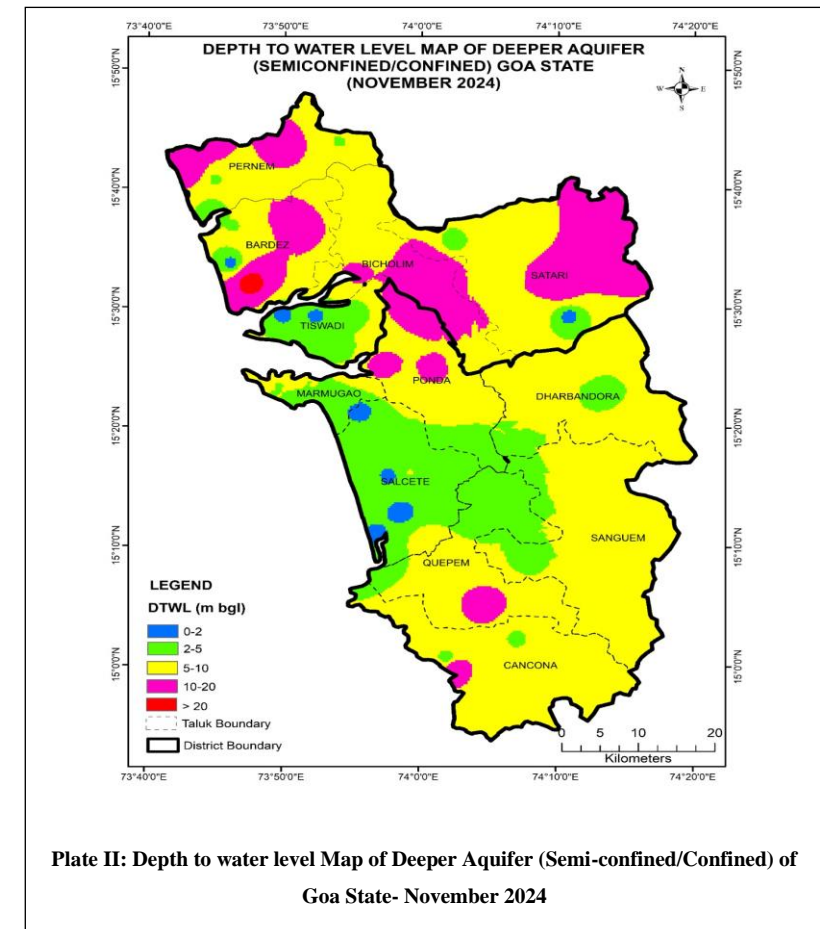 73°40'0"E 73°50'0"E 74°0'0"E 74°10'0"E 74°20'0"E
DEPTH TO WATER LEVEL MAP OF DEEPER AQUIFER
(SEMICONFINED/CONFINED) GOA STATE
(NOVEMBER 2024)
N
W E
S
15°50'0"N 15°50'0"N
PERNEM
15°40'0"N 15°40'0"N
BARDEZ
BICHOLIM
SATARI
15°30'0"N 15°30'0"N
TISWADI
PONDA
MARMUGAO
DHARBANDORA
15°20'0"N 15°20'0"N
SALCETE
SANGUEM
15°10'0"N 15°10'0"N
QUEPEM
CANCONA
15°0'0"N 15°0'0"N
LEGEND
DTWL (m bgl)
0-2
2-5
5-10
10-20
> 20
Taluk Boundary
District Boundary
0 5 10 20
Kilometers
73°40'0"E 73°50'0"E 74°0'0"E 74°10'0"E 74°20'0"E
Plate II: Depth to water level Map of Deeper Aquifer (Semi-confined/Confined) of
Goa State- November 2024